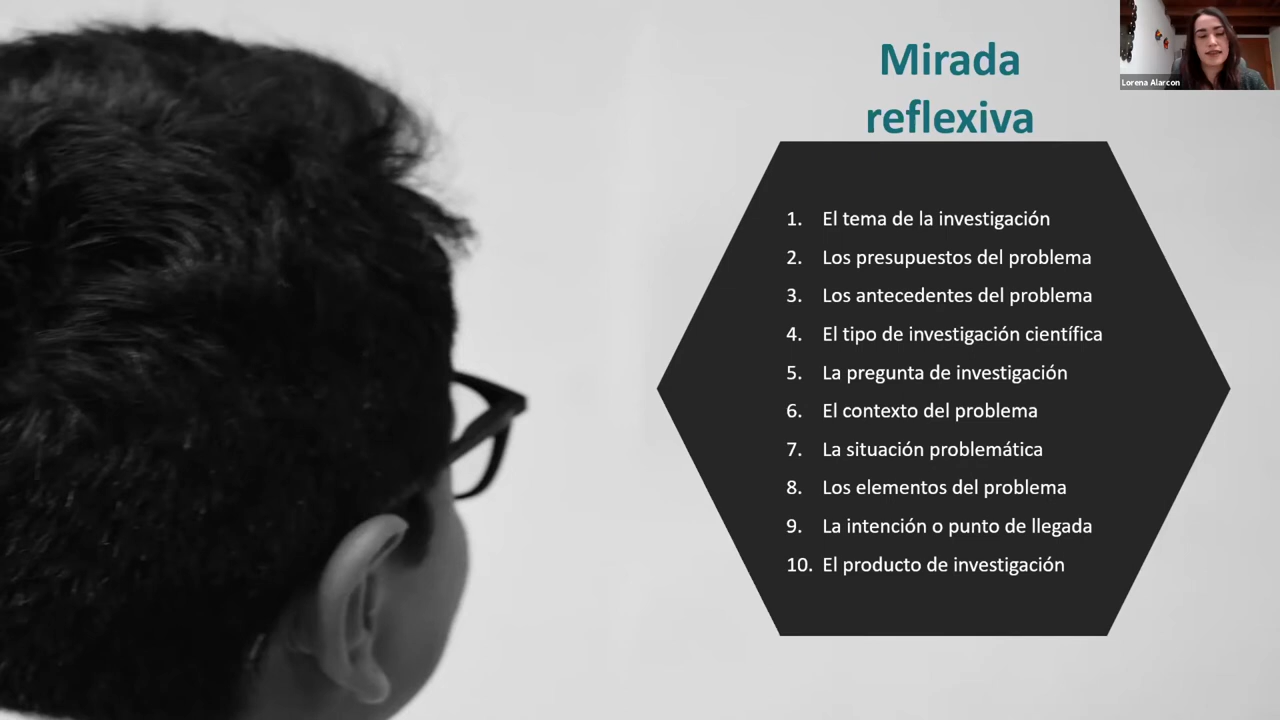 Mirada
reflexiva
Lorena Alarcon
1. El tema de la investigación
2. Los presupuestos del problema
3. Los antecedentes del problema
4. El tipo de investigación científica
5. La pregunta de investigación
6. El contexto del problema
7. La situación problemática
8. Los elementos del problema
9. La intención o punto de llegada
10. El producto de investigación